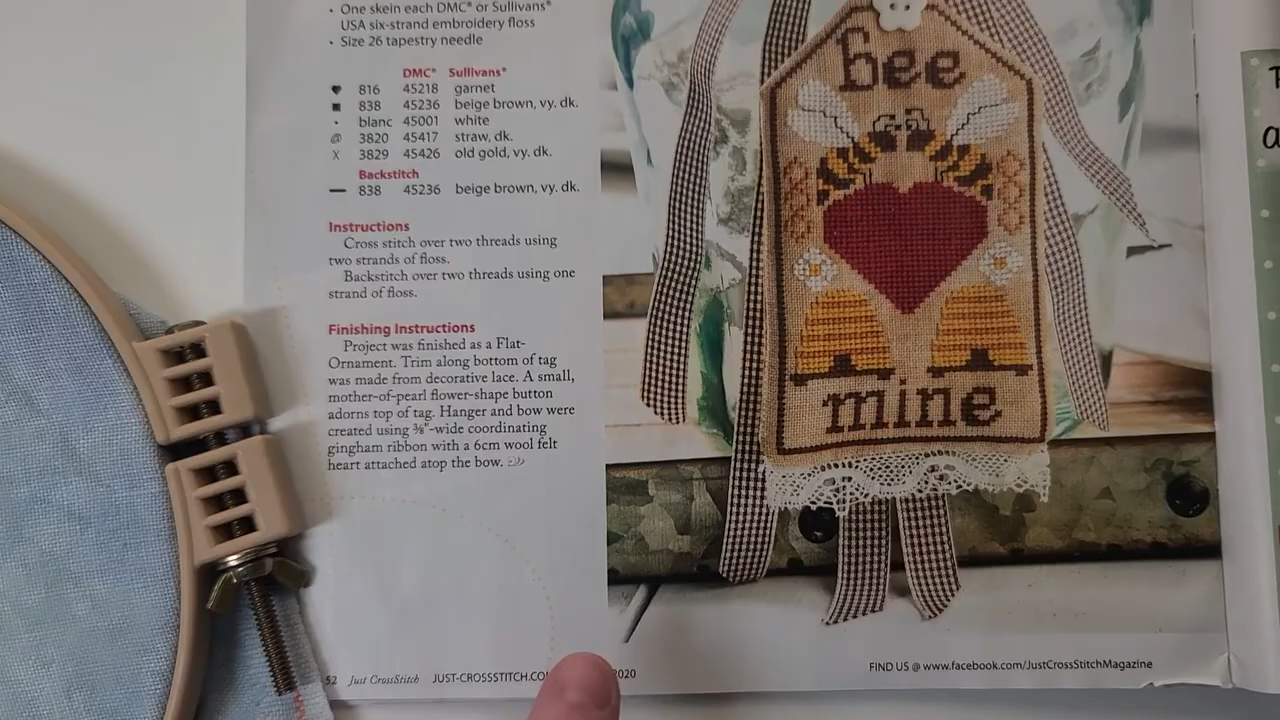 • One skein each DMC® or Sullivans®
USA six-strand embroidery floss
• Size 26 tapestry needle
DMC® Sullivans®
♥ 816 45218 garnet
■ 838 45236 beige brown, vy. dk.
• blanc 45001 white
@ 3820 45417 straw, dk.
X 3829 45426 old gold, vy. dk.
Backstitch
— 838 45236 beige brown, vy. dk.
Instructions
Cross stitch over two threads using
two strands of floss.
Backstitch over two threads using one
strand of floss.
Finishing Instructions
Project was finished as a Flat-
Ornament. Trim along bottom of tag
was made from decorative lace. A small,
mother-of-pearl flower-shape button
adorns top of tag. Hanger and bow were
created using ⅜"-wide coordinating
gingham ribbon with a 6cm wool felt
heart attached atop the bow.
52 Just CrossStitch JUST-CROSSSTITCH.CO 2020
bee
mine
FIND US @ www.facebook.com/JustCrossStitchMagazine